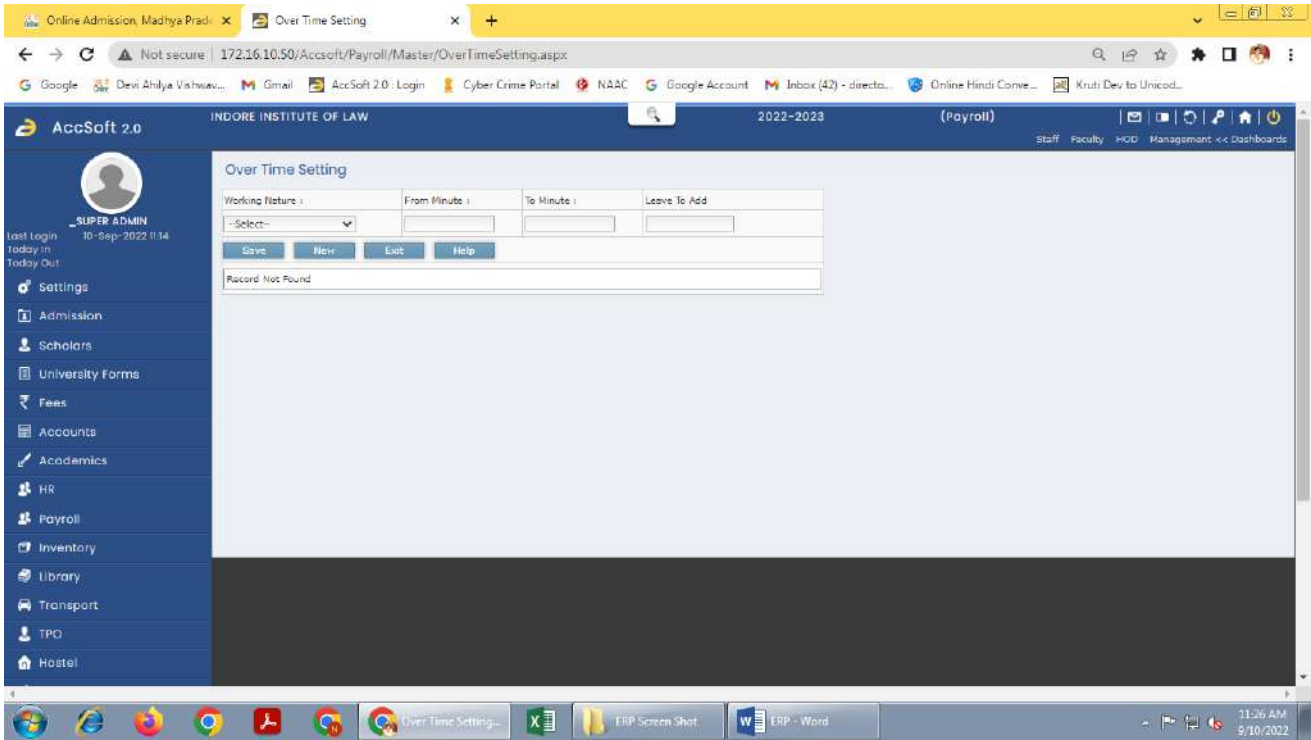 Online Admission, Madhya Prade
Over Time Setting
Not secure | 172.16.10.50/Accsoft/Payroll/Master/OverTimeSetting.aspx
Google
Devi Ahilya Vishwav...
Gmail
AccSoft 2.0 : Login
Cyber Crime Portal
NAAC
Google Account
Inbox (42) - directo...
Online Hindi Conve...
Kruti Dev to Unicod...
AccSoft 2.0
INDORE INSTITUTE OF LAW
2022-2023
(Payroll)
Staff Faculty HOD Management << Dashboards
_SUPER ADMIN
Last Login 10-Sep-2022 11:14
Today In
Today Out
Settings
Admission
Scholars
University Forms
Fees
Accounts
Academics
HR
Payroll
Inventory
Library
Transport
TPO
Hostel
Over Time Setting
Working Nature : From Minute : To Minute : Leave To Add
--Select--
Save New Exit Help
Record Not Found
Over Time Setting...
ERP Screen Shot
ERP - Word
11:26 AM
9/10/2022